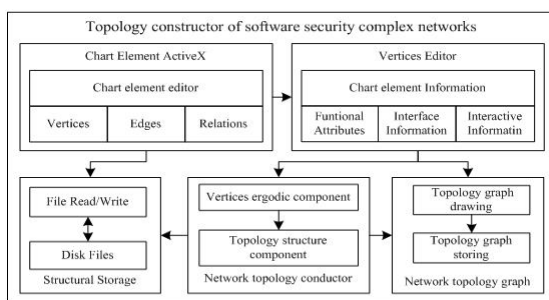 Topology constructor of software security complex networks
Chart Element ActiveX
Chart element editor
Vertices
Edges
Relations
Vertices Editor
Chart element Information
Funtional
Attributes
Interface
Information
Interactive
Informatin
File Read/Write
Disk Files
Structural Storage
Vertices ergodic component
Topology structure
component
Network topology conductor
Topology graph
drawing
Topology graph
storing
Network topology graph